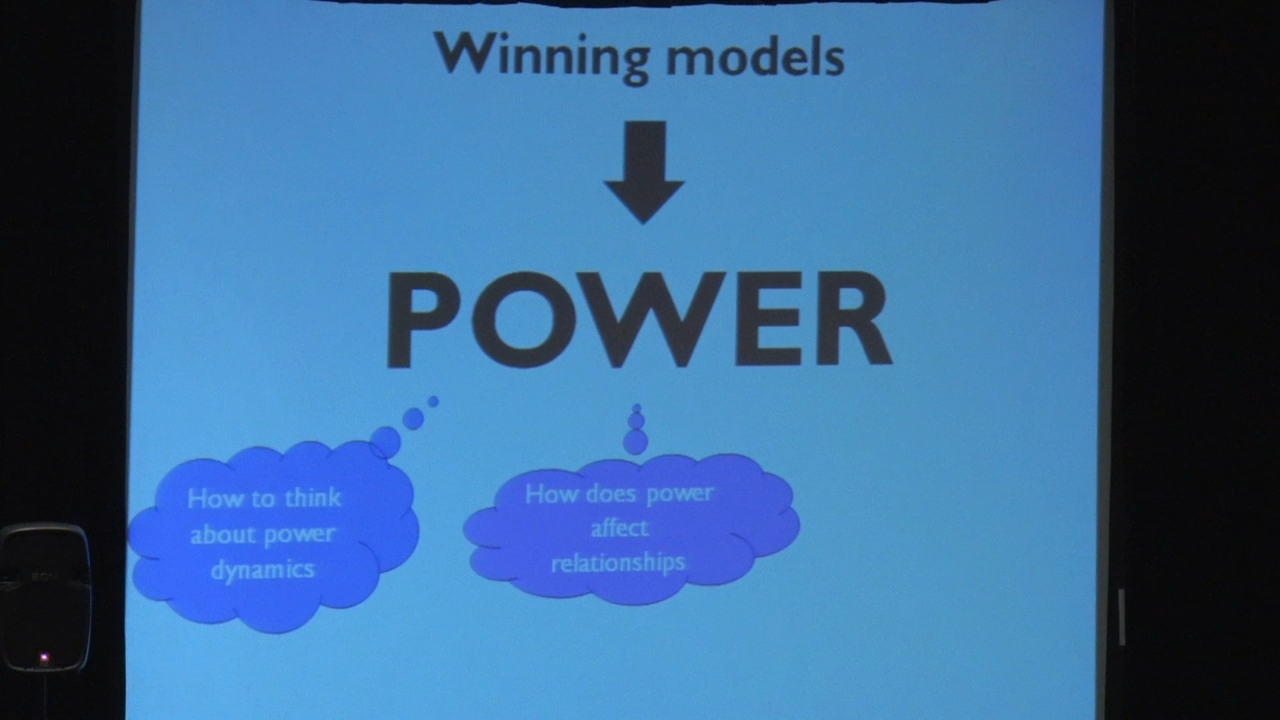 Winning models
POWER
How to think
about power
dynamics
How does power
affect
relationships